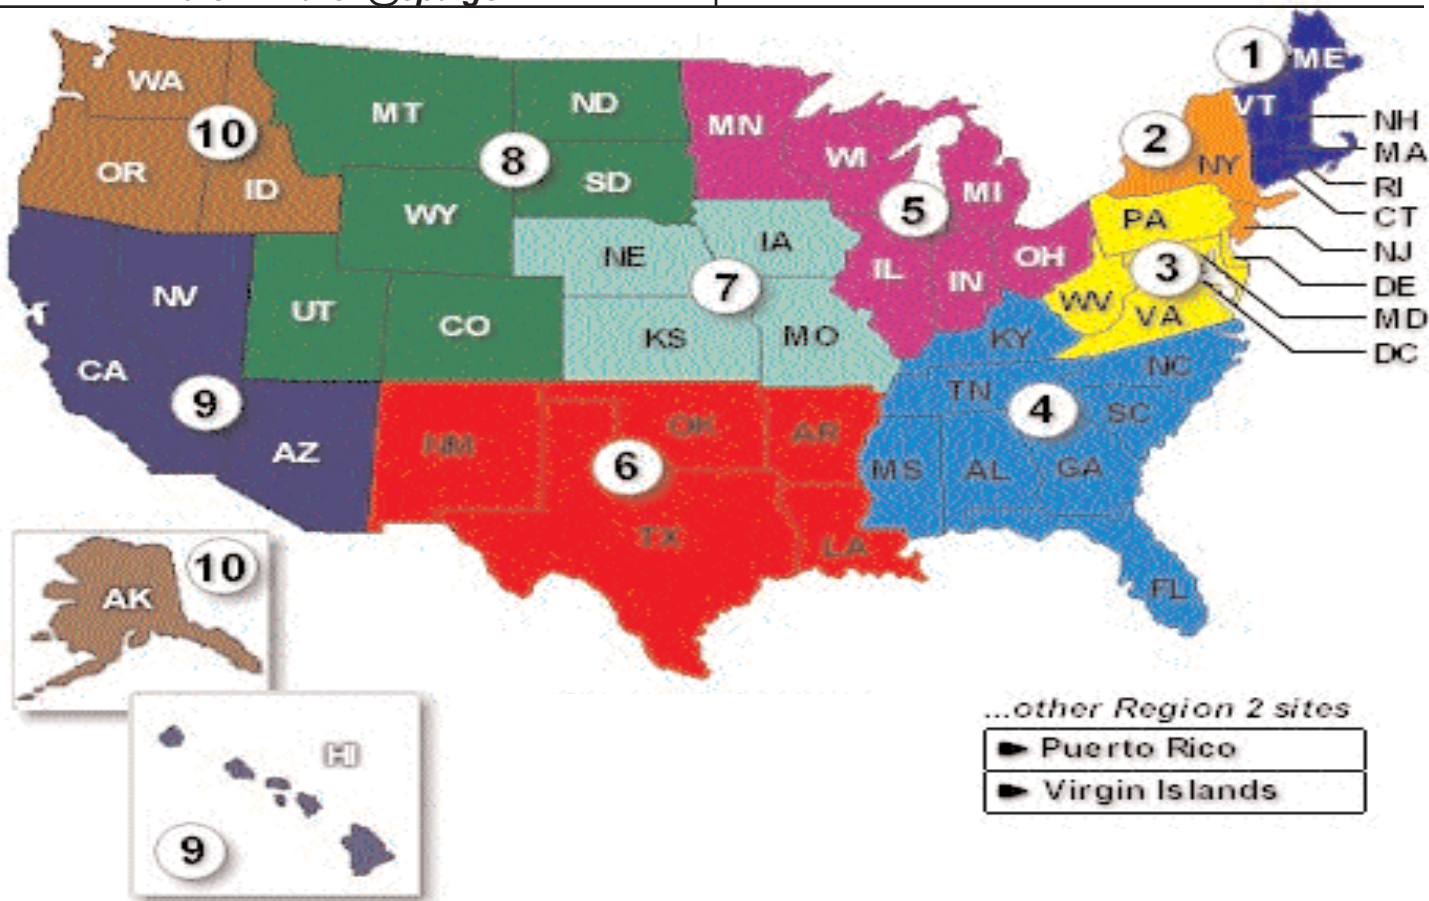 1
ME
WA
VT
ND
MT
NH
MN
10
2
MA
WI
NY
8
OR
SD
RI
ID
MI
5
WY
CT
PA
IA
NJ
NE
OH
3
IL
IN
DE
7
NV
WV
UT
VA
MD
CO
KS
MO
KY
DC
CA
NC
TN
9
4
SC
OK
AR
NM
AZ
6
MS
AL
GA
TX
LA
10
FL
AK
...other Region 2 sites
Puerto Rico
HI
Virgin Islands
9